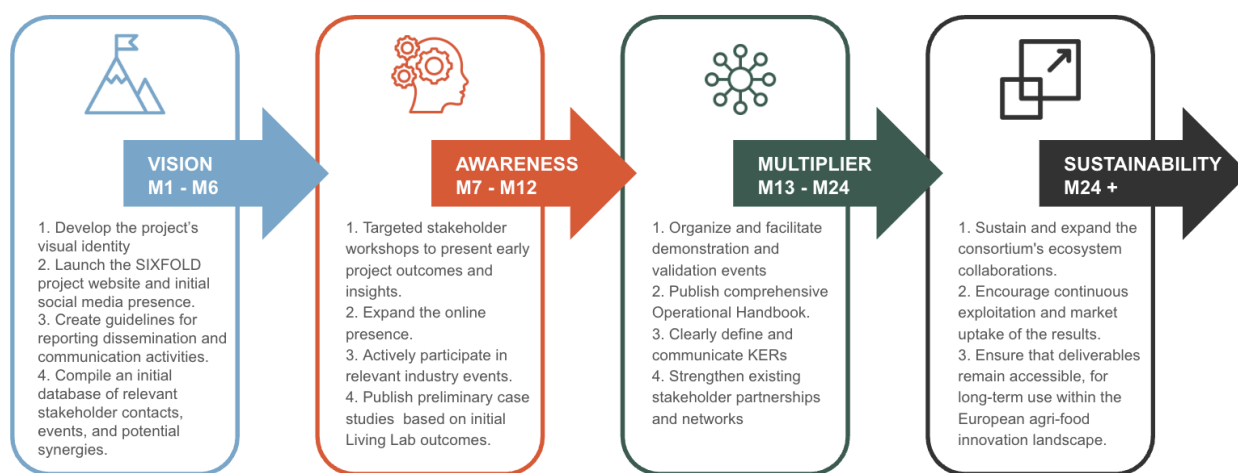 VISION
M1 - M6
1. Develop the project's
visual identity
2. Launch the SIXFOLD
project website and initial
social media presence.
3. Create guidelines for
reporting dissemination and
communication activities.
4. Compile an initial
database of relevant
stakeholder contacts,
events, and potential
synergies.
AWARENESS
M7 - M12
1. Targeted stakeholder
workshops to present early
project outcomes and
insights.
2. Expand the online
presence.
3. Actively participate in
relevant industry events.
4. Publish preliminary case
studies  based on initial
Living Lab outcomes.
MULTIPLIER
M13 - M24
1. Organize and facilitate
demonstration and
validation events
2. Publish comprehensive
Operational Handbook.
3. Clearly define and
communicate KERs
4. Strengthen existing
stakeholder partnerships
and networks
SUSTAINABILITY
M24 +
1. Sustain and expand the
consortium's ecosystem
collaborations.
2. Encourage continuous
exploitation and market
uptake of the results.
3. Ensure that deliverables
remain accessible, for
long-term use within the
European agri-food
innovation landscape.